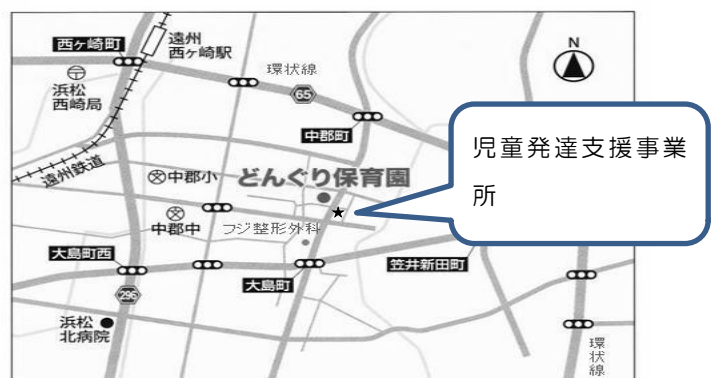 西ヶ崎町
遠州
西ヶ崎駅
N
浜松
西崎局
環状線
65
中郡町
遠州鉄道
中郡小
どんぐり保育園
児童発達支援事業
所
中郡中
フジ整形外科
大島町西
大島町
笠井新田町
296
浜松
北病院
環
状
線